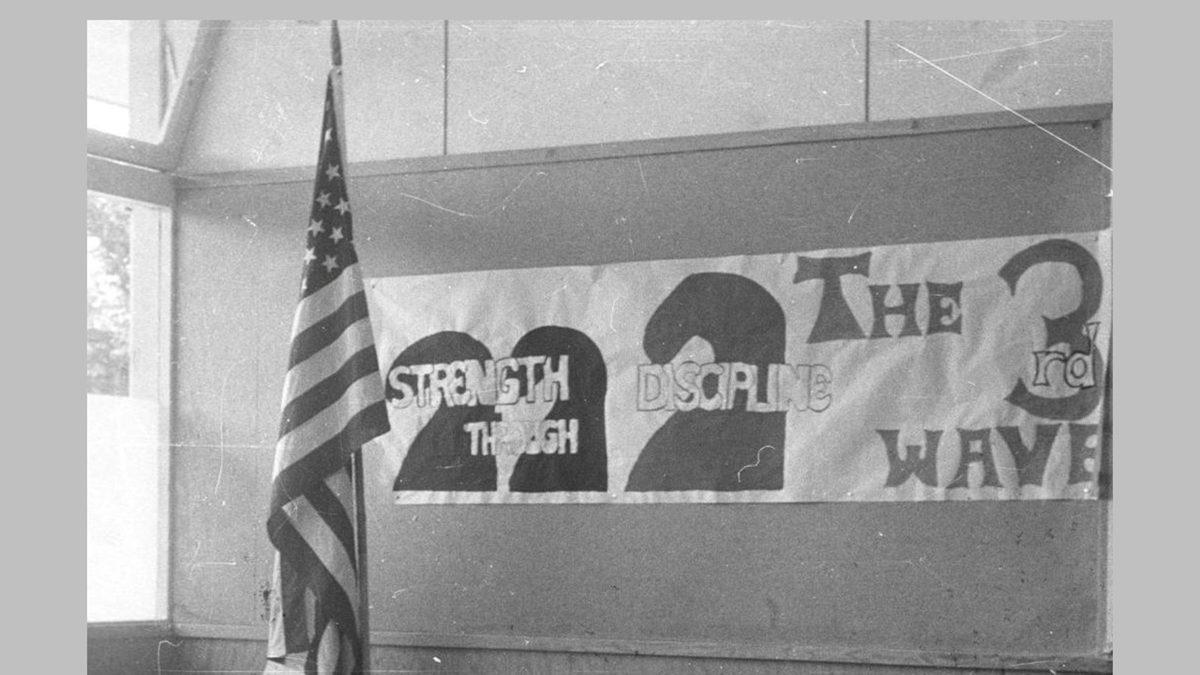 STRENGTH
THROUGH
DISCIPLINE
THE 3rd
WAVE